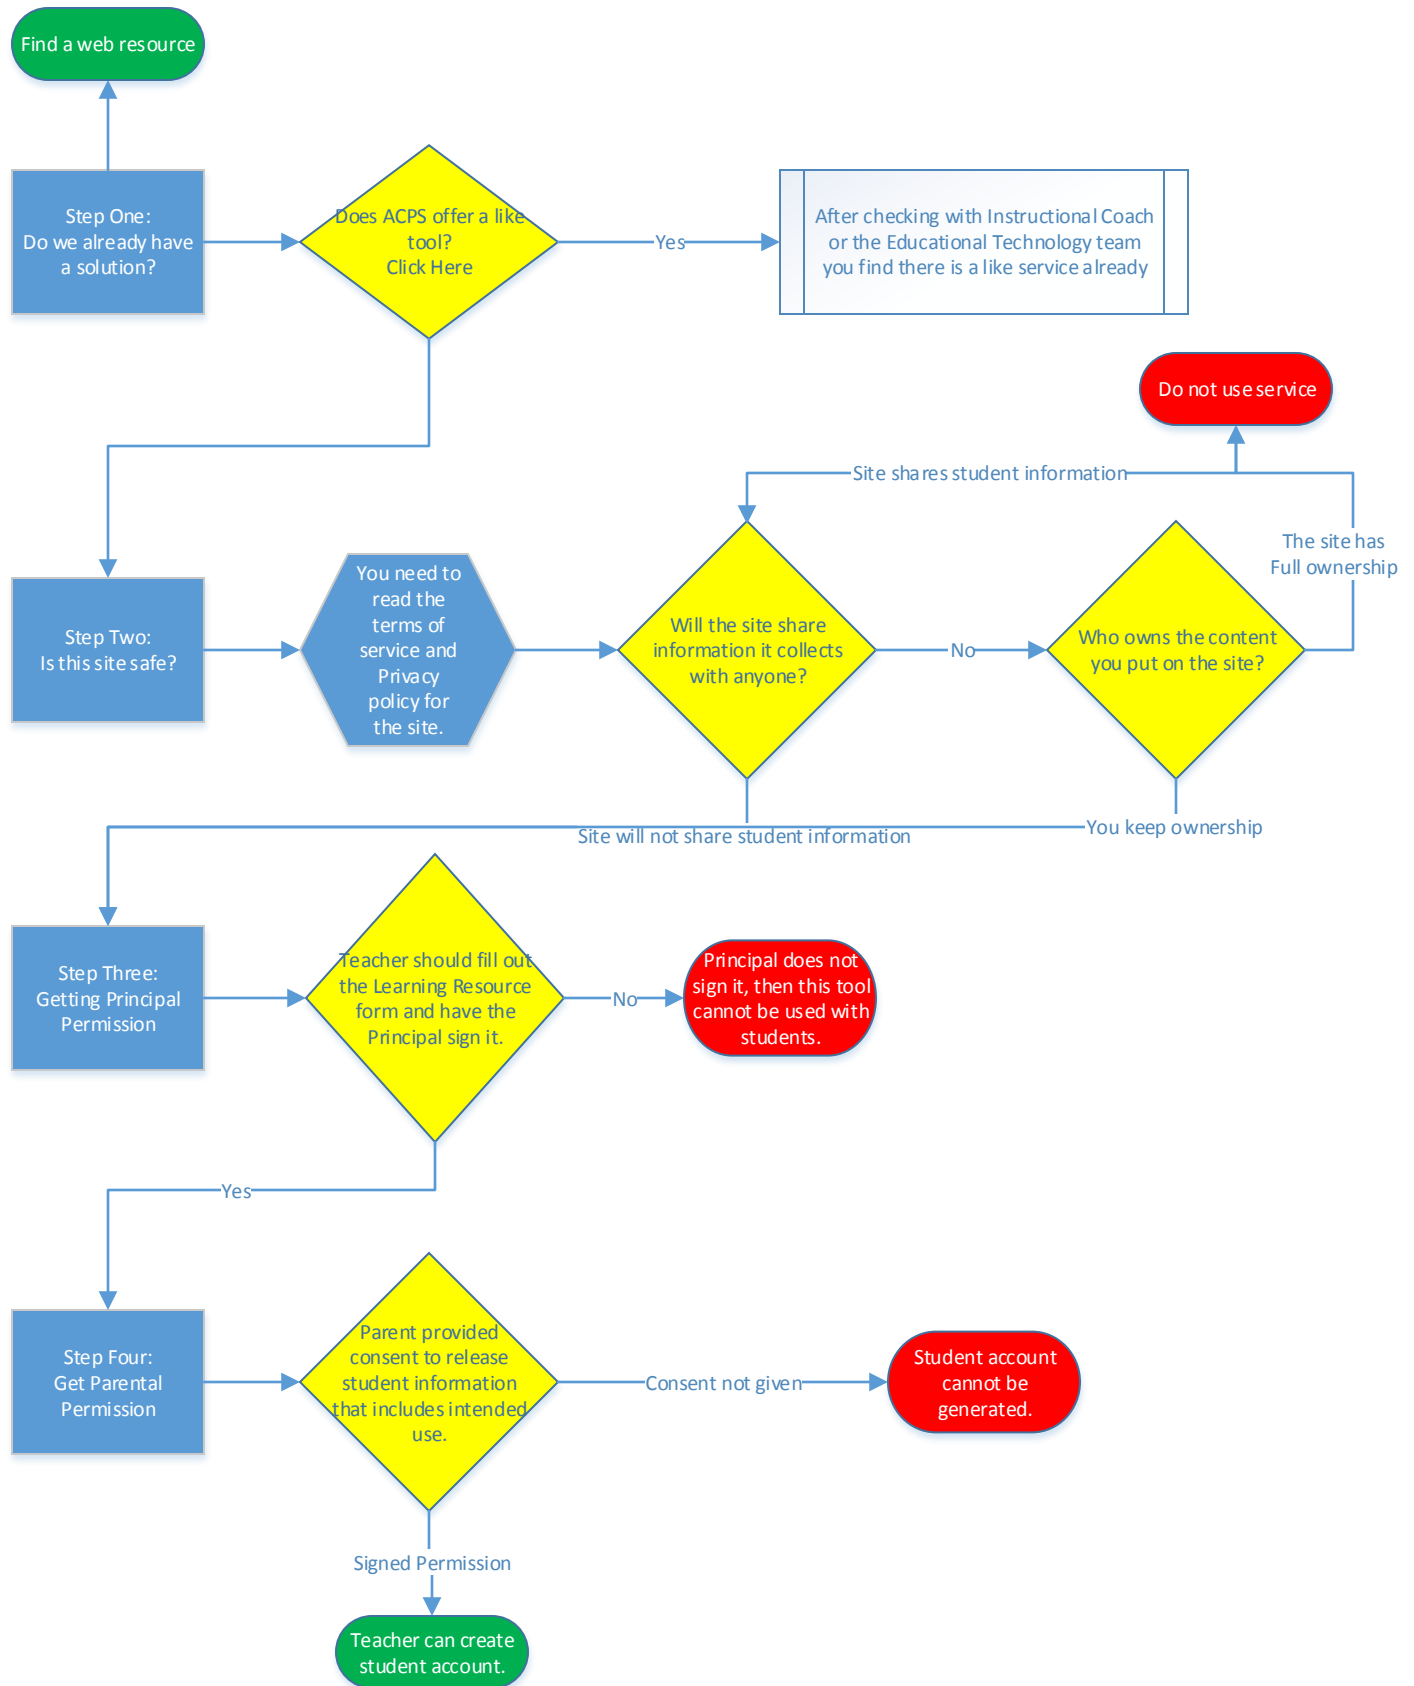 Find a web resource
Step One:
Do we already have
a solution?
Does ACPS offer a like
tool?
Click Here
Yes
After checking with Instructional Coach
or the Educational Technology team
you find there is a like service already
Do not use service
Site shares student information
The site has
Full ownership
Step Two:
Is this site safe?
You need to
read the
terms of
service and
Privacy
policy for
the site.
Will the site share
information it collects
with anyone?
No
Who owns the content
you put on the site?
Site will not share student information
You keep ownership
Step Three:
Getting Principal
Permission
Teacher should fill out
the Learning Resource
form and have the
Principal sign it.
No
Principal does not
sign it, then this tool
cannot be used with
students.
Yes
Step Four:
Get Parental
Permission
Parent provided
consent to release
student information
that includes intended
use.
Consent not given
Student account
cannot be
generated.
Signed Permission
Teacher can create
student account.